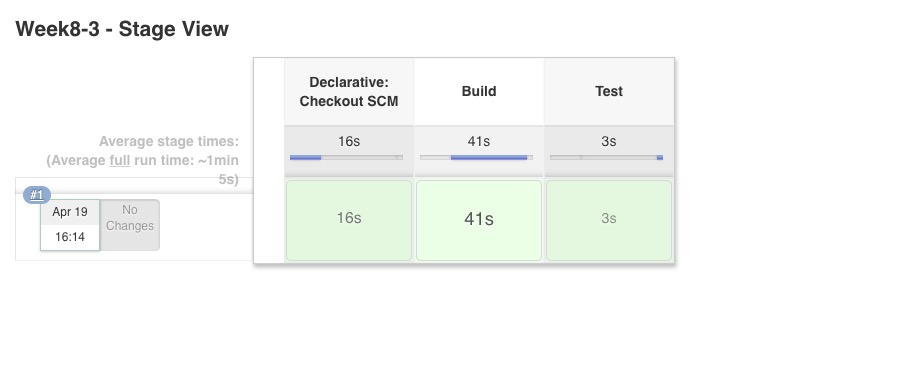 Week8-3 - Stage View
Declarative:
Checkout SCM
Build
Test
Average stage times:
(Average full run time: ~1min
5s)
16s
41s
3s
#1
Apr 19
16:14
No
Changes
16s
41s
3s